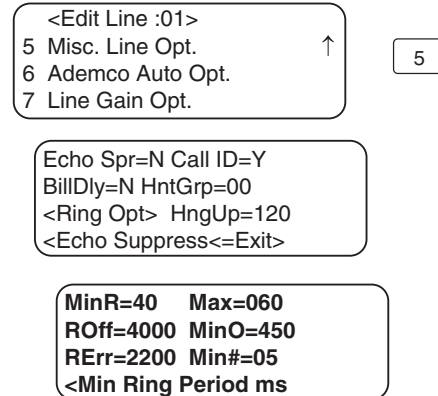 <Edit Line :01>
5 Misc. Line Opt. ↑
5
6 Ademco Auto Opt.
7 Line Gain Opt.
Echo Spr=N Call ID=Y
BillDly=N HntGrp=00
<Ring Opt> HngUp=120
<Echo Suppress<=Exit>
MinR=40 Max=060
ROff=4000 MinO=450
RErr=2200 Min#=05
<Min Ring Period ms